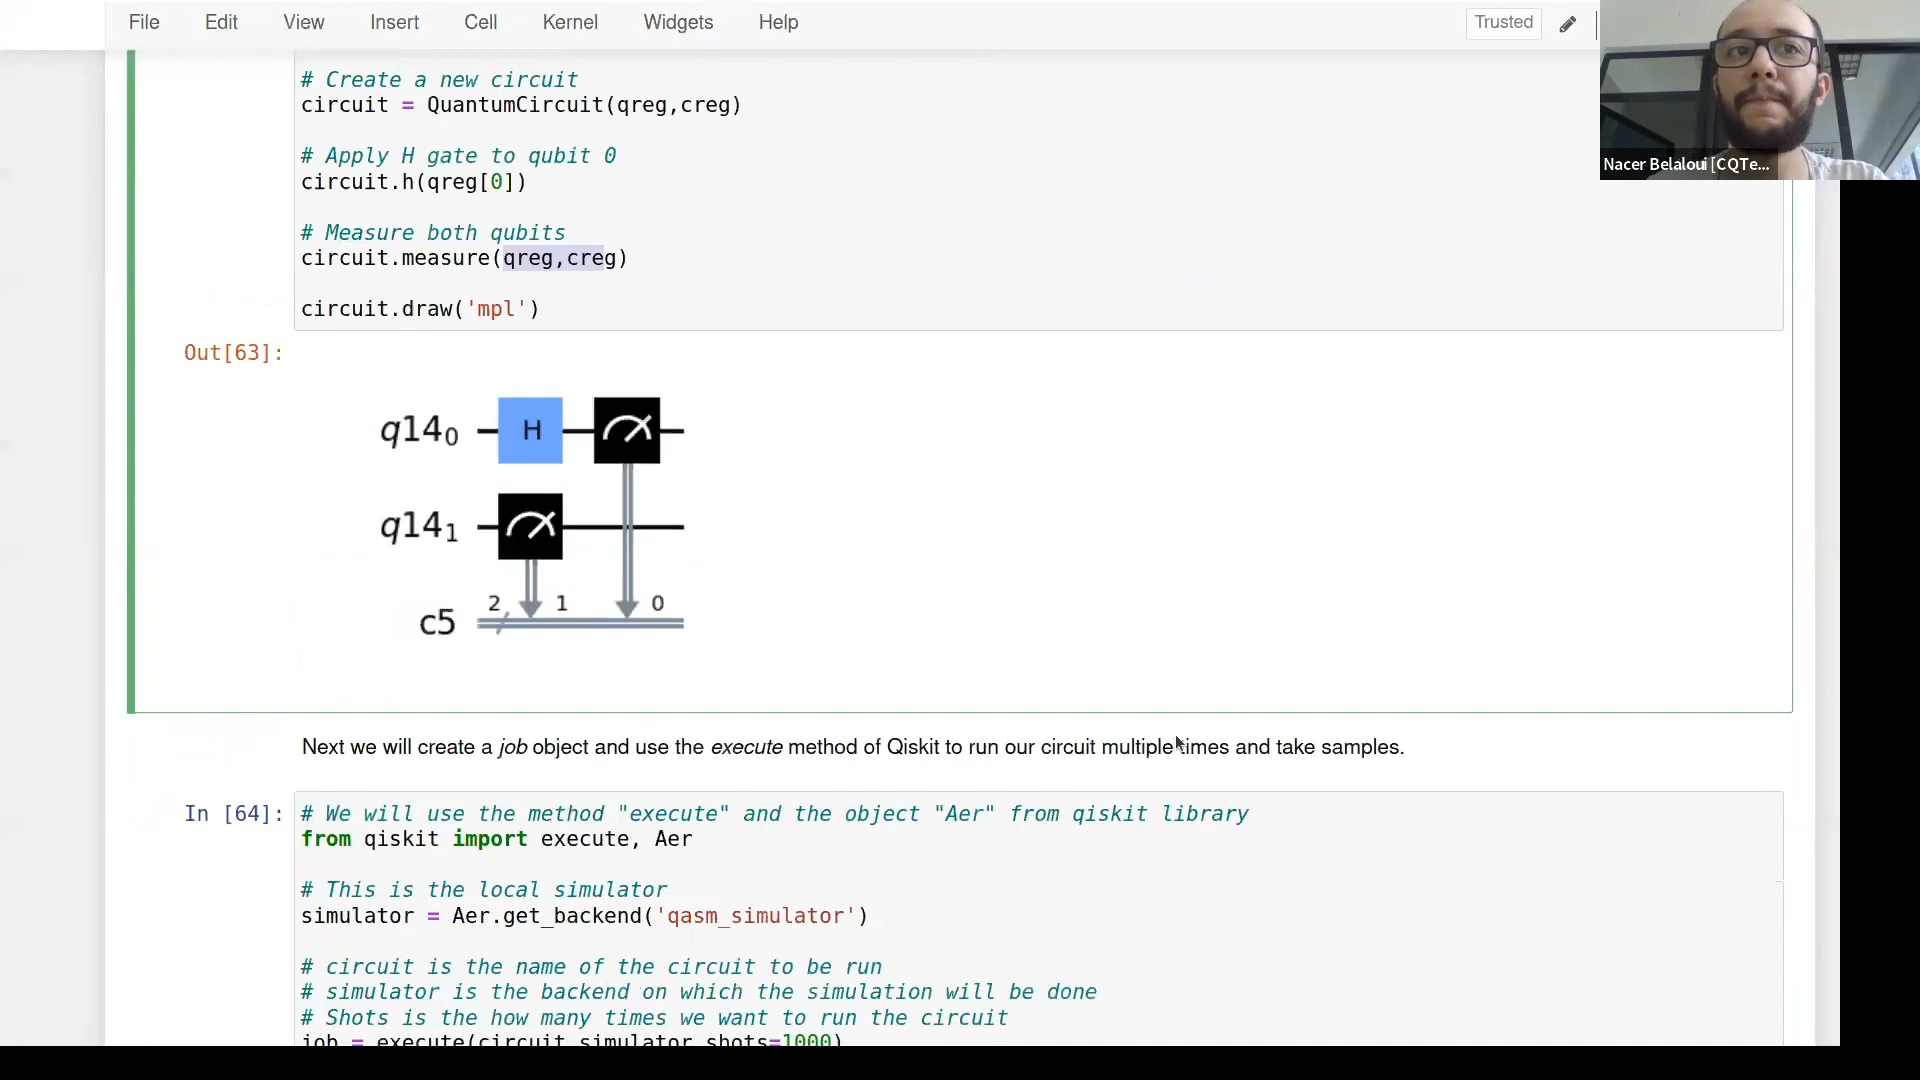 File Edit View Insert Cell Kernel Widgets Help Trusted
# Create a new circuit
circuit = QuantumCircuit(qreg,creg)
# Apply H gate to qubit 0
circuit.h(qreg[0])
# Measure both qubits
circuit.measure(qreg,creg)
circuit.draw('mpl')
Nacer Belaloui [CQTe...
Out[63]:
q14₀ H
q14₁
2 1 0
c5
Next we will create a job object and use the execute method of Qiskit to run our circuit multiple times and take samples.
In [64]: # We will use the method "execute" and the object "Aer" from qiskit library
from qiskit import execute, Aer
# This is the local simulator
simulator = Aer.get_backend('qasm_simulator')
# circuit is the name of the circuit to be run
# simulator is the backend on which the simulation will be done
# Shots is the how many times we want to run the circuit
job = execute(circuit,simulator,shots=1000)